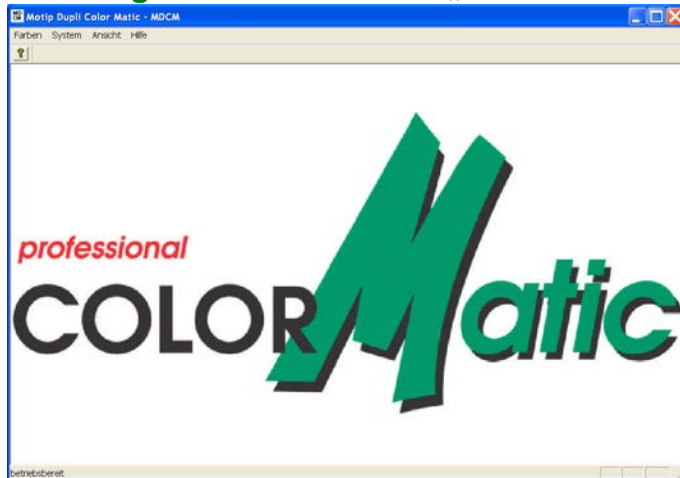 Motip Dupli Color Matic - MDCM
Farben System Ansicht Hilfe
professional
COLORMatic
betriebsbereit